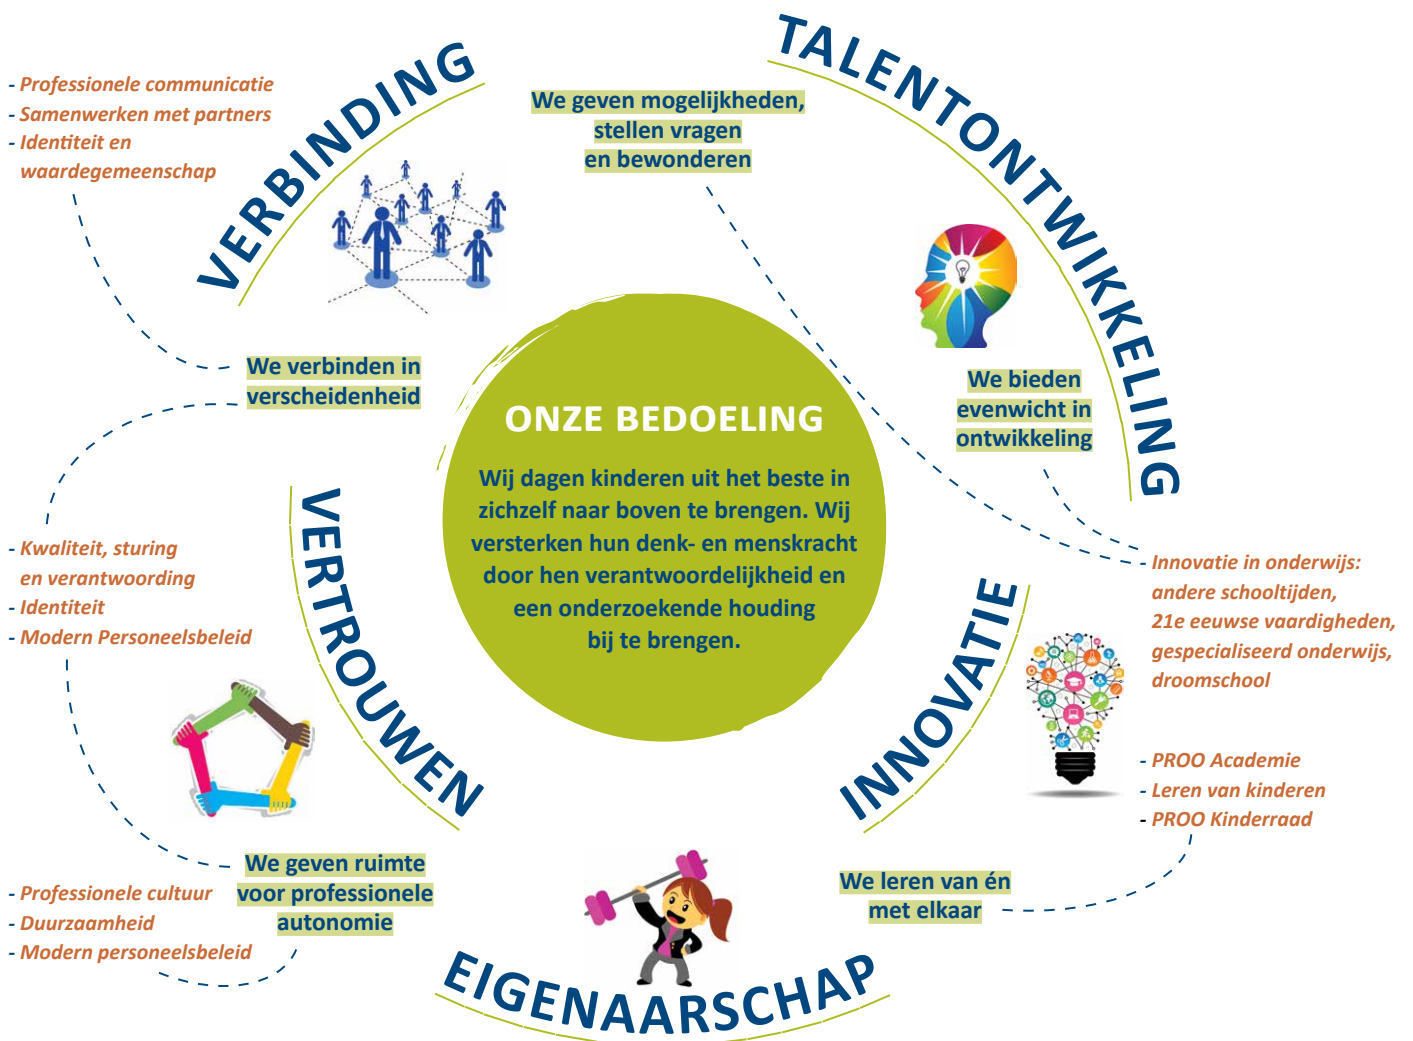 VERBINDING
- Professionele communicatie
- Samenwerken met partners
- Identiteit en
waardegemeenschap
We verbinden in
verscheidenheid
TALENTONTWIKKELING
We geven mogelijkheden,
stellen vragen
en bewonderen
We bieden
evenwicht in
ontwikkeling
ONZE BEDOELING
Wij dagen kinderen uit het beste in
zichzelf naar boven te brengen. Wij
versterken hun denk- en menskracht
door hen verantwoordelijkheid en
een onderzoekende houding
bij te brengen.
VERTROUWEN
- Kwaliteit, sturing
en verantwoording
- Identiteit
- Modern Personeelsbeleid
We geven ruimte
voor professionele
autonomie
- Professionele cultuur
- Duurzaamheid
- Modern personeelsbeleid
INNOVATIE
- Innovatie in onderwijs:
andere schooltijden,
21e eeuwse vaardigheden,
gespecialiseerd onderwijs,
droomschool
- PROO Academie
- Leren van kinderen
- PROO Kinderraad
We leren van én
met elkaar
EIGENAARSCHAP